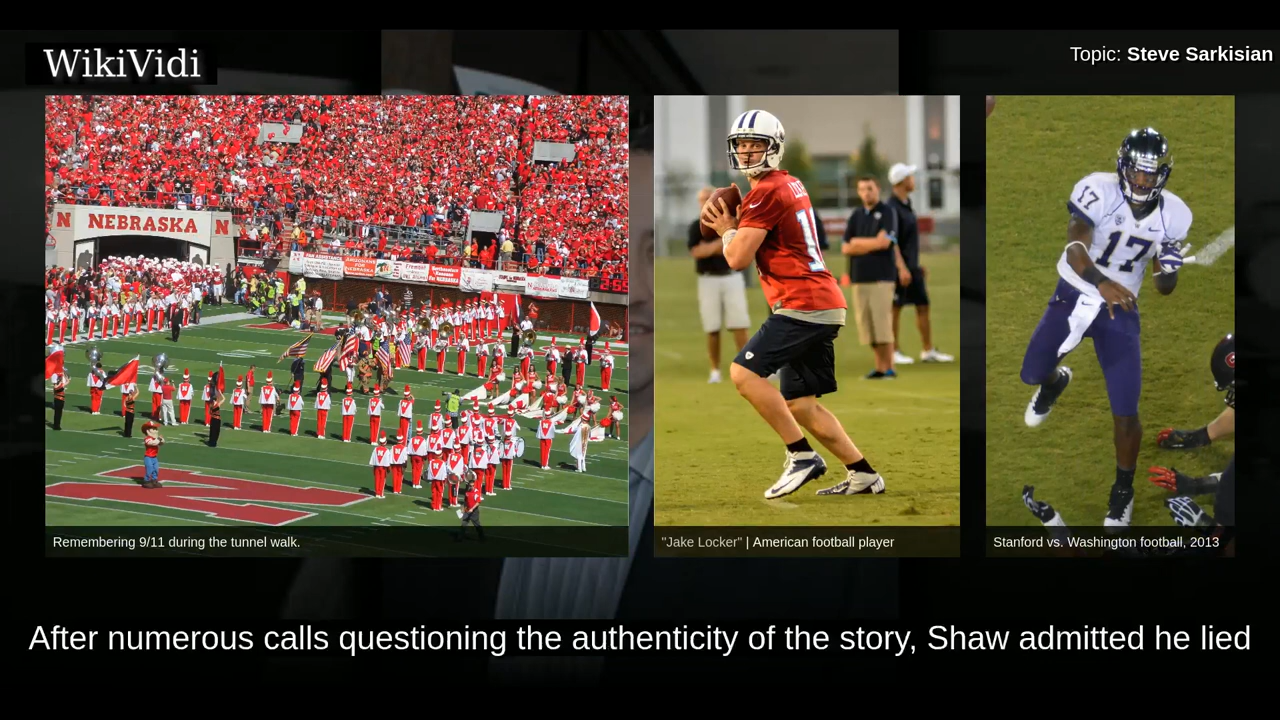 WikiVidi
Topic: Steve Sarkisian
N NEBRASKA N
17
17
Remembering 9/11 during the tunnel walk.
"Jake Locker" | American football player
Stanford vs. Washington football, 2013
After numerous calls questioning the authenticity of the story, Shaw admitted he lied